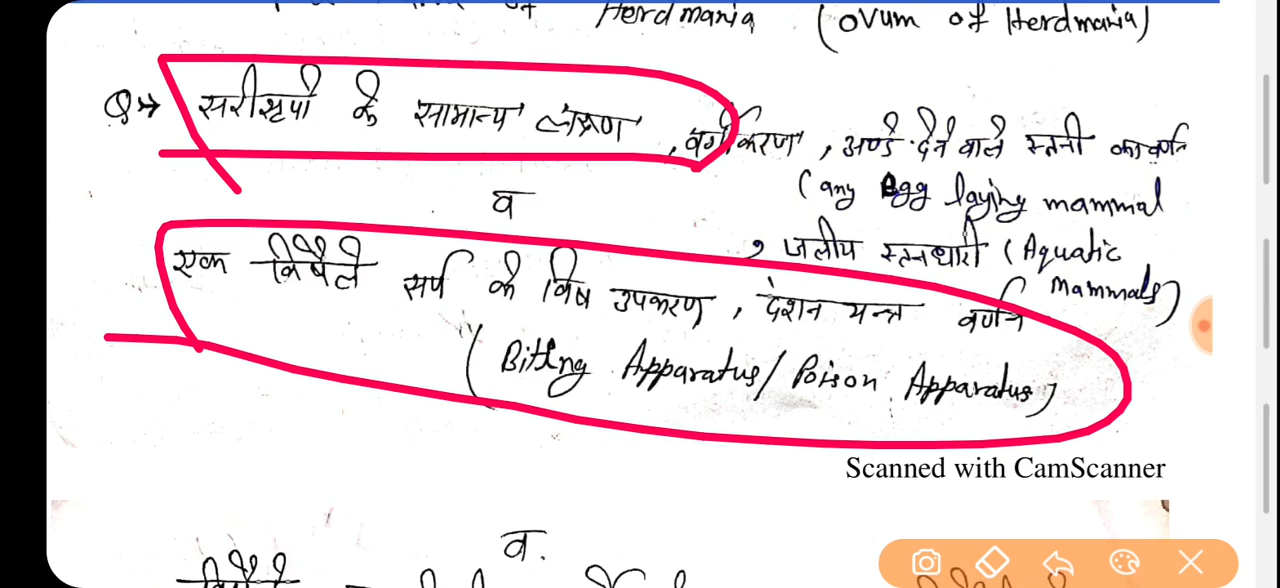 Herdmania (Ovum of Herdmania)
Q→ सरीसृपों के सामान्य लक्षण, वर्गीकरण, अण्डे देने वाले स्तनी का वर्णन
(any Egg laying mammal
व
, जलीय स्तनधारी (Aquatic Mammals)
एक विषैले सर्प के विष उपकरण, दंशन यन्त्र वर्णन
(Biting Apparatus/Poison Apparatus)
Scanned with CamScanner
व.